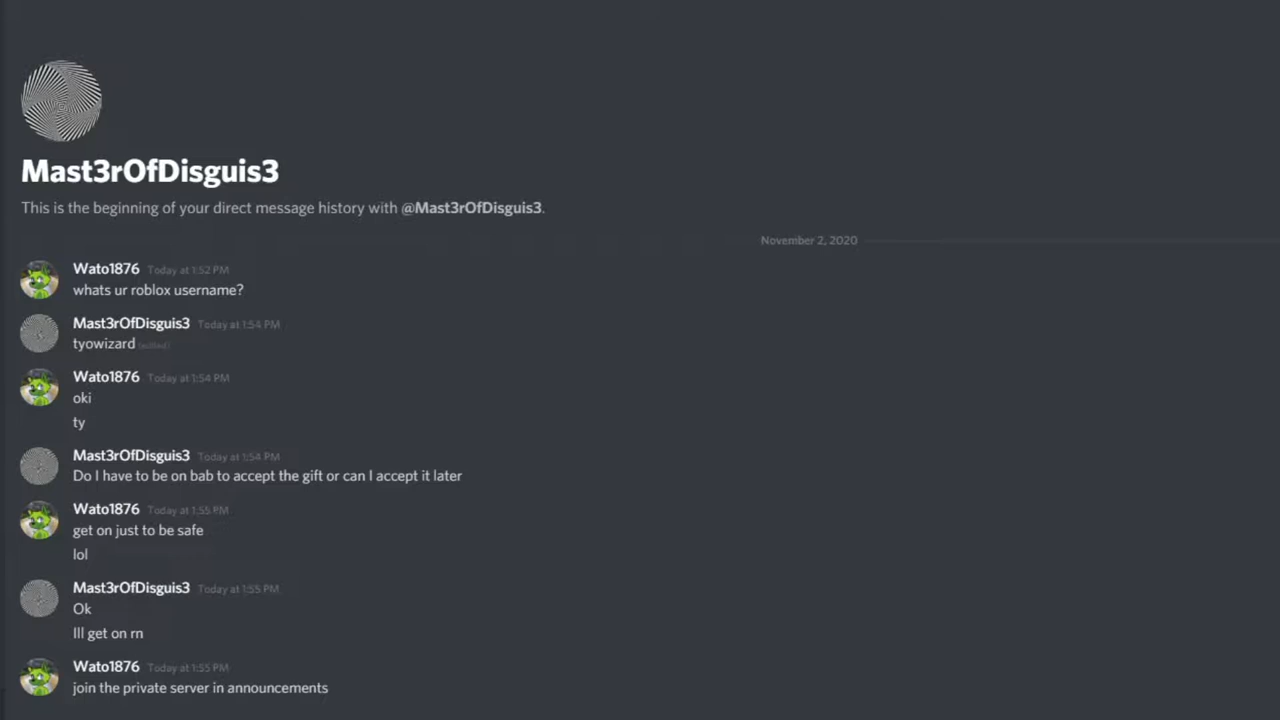 Mast3rOfDisguis3
This is the beginning of your direct message history with @Mast3rOfDisguis3.
November 2, 2020
Wato1876 Today at 1:52 PM
whats ur roblox username?
Mast3rOfDisguis3 Today at 1:54 PM
tyowizard (edited)
Wato1876 Today at 1:54 PM
oki
ty
Mast3rOfDisguis3 Today at 1:54 PM
Do I have to be on bab to accept the gift or can I accept it later
Wato1876 Today at 1:55 PM
get on just to be safe
lol
Mast3rOfDisguis3 Today at 1:55 PM
Ok
Ill get on rn
Wato1876 Today at 1:55 PM
join the private server in announcements